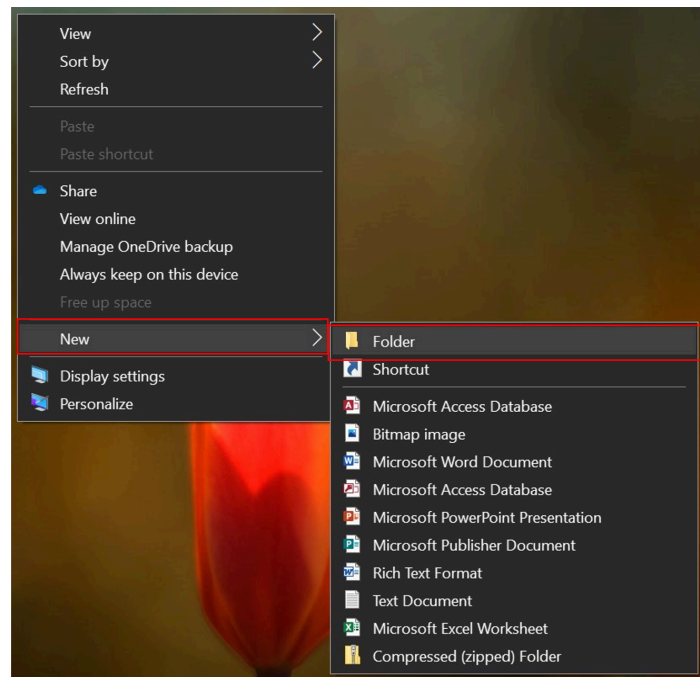 View
Sort by
Refresh
Paste
Paste shortcut
Share
View online
Manage OneDrive backup
Always keep on this device
Free up space
New
Display settings
Personalize
Folder
Shortcut
Microsoft Access Database
Bitmap image
Microsoft Word Document
Microsoft Access Database
Microsoft PowerPoint Presentation
Microsoft Publisher Document
Rich Text Format
Text Document
Microsoft Excel Worksheet
Compressed (zipped) Folder